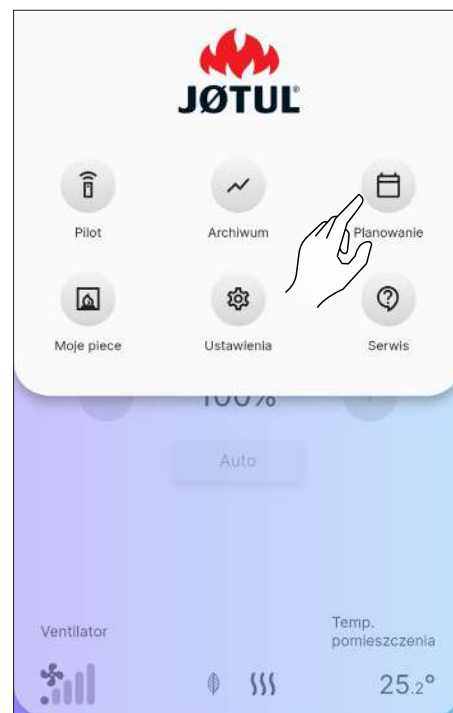 JØTUL®
Pilot
Archiwum
Planowanie
Moje piece
Ustawienia
Serwis
100%
Auto
Ventilator
Temp.
pomieszczenia
25.2°